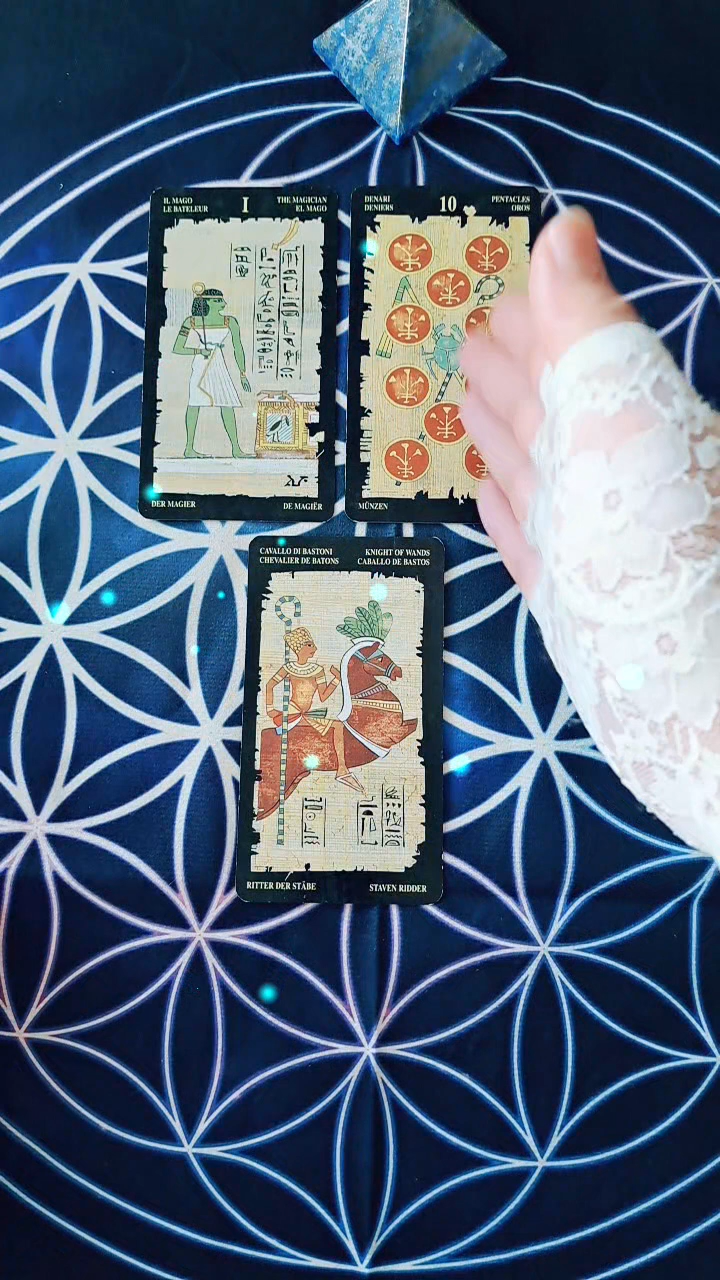 IL MAGO
LE BATELEUR
I
THE MAGICIAN
EL MAGO
DER MAGIER
DE MAGIËR
DENARI
DENIERS
10
PENTACLES
OROS
MÜNZEN
CAVALLO DI BASTONI
CHEVALIER DE BATONS
KNIGHT OF WANDS
CABALLO DE BASTOS
RITTER DER STÄBE
STAVEN RIDDER